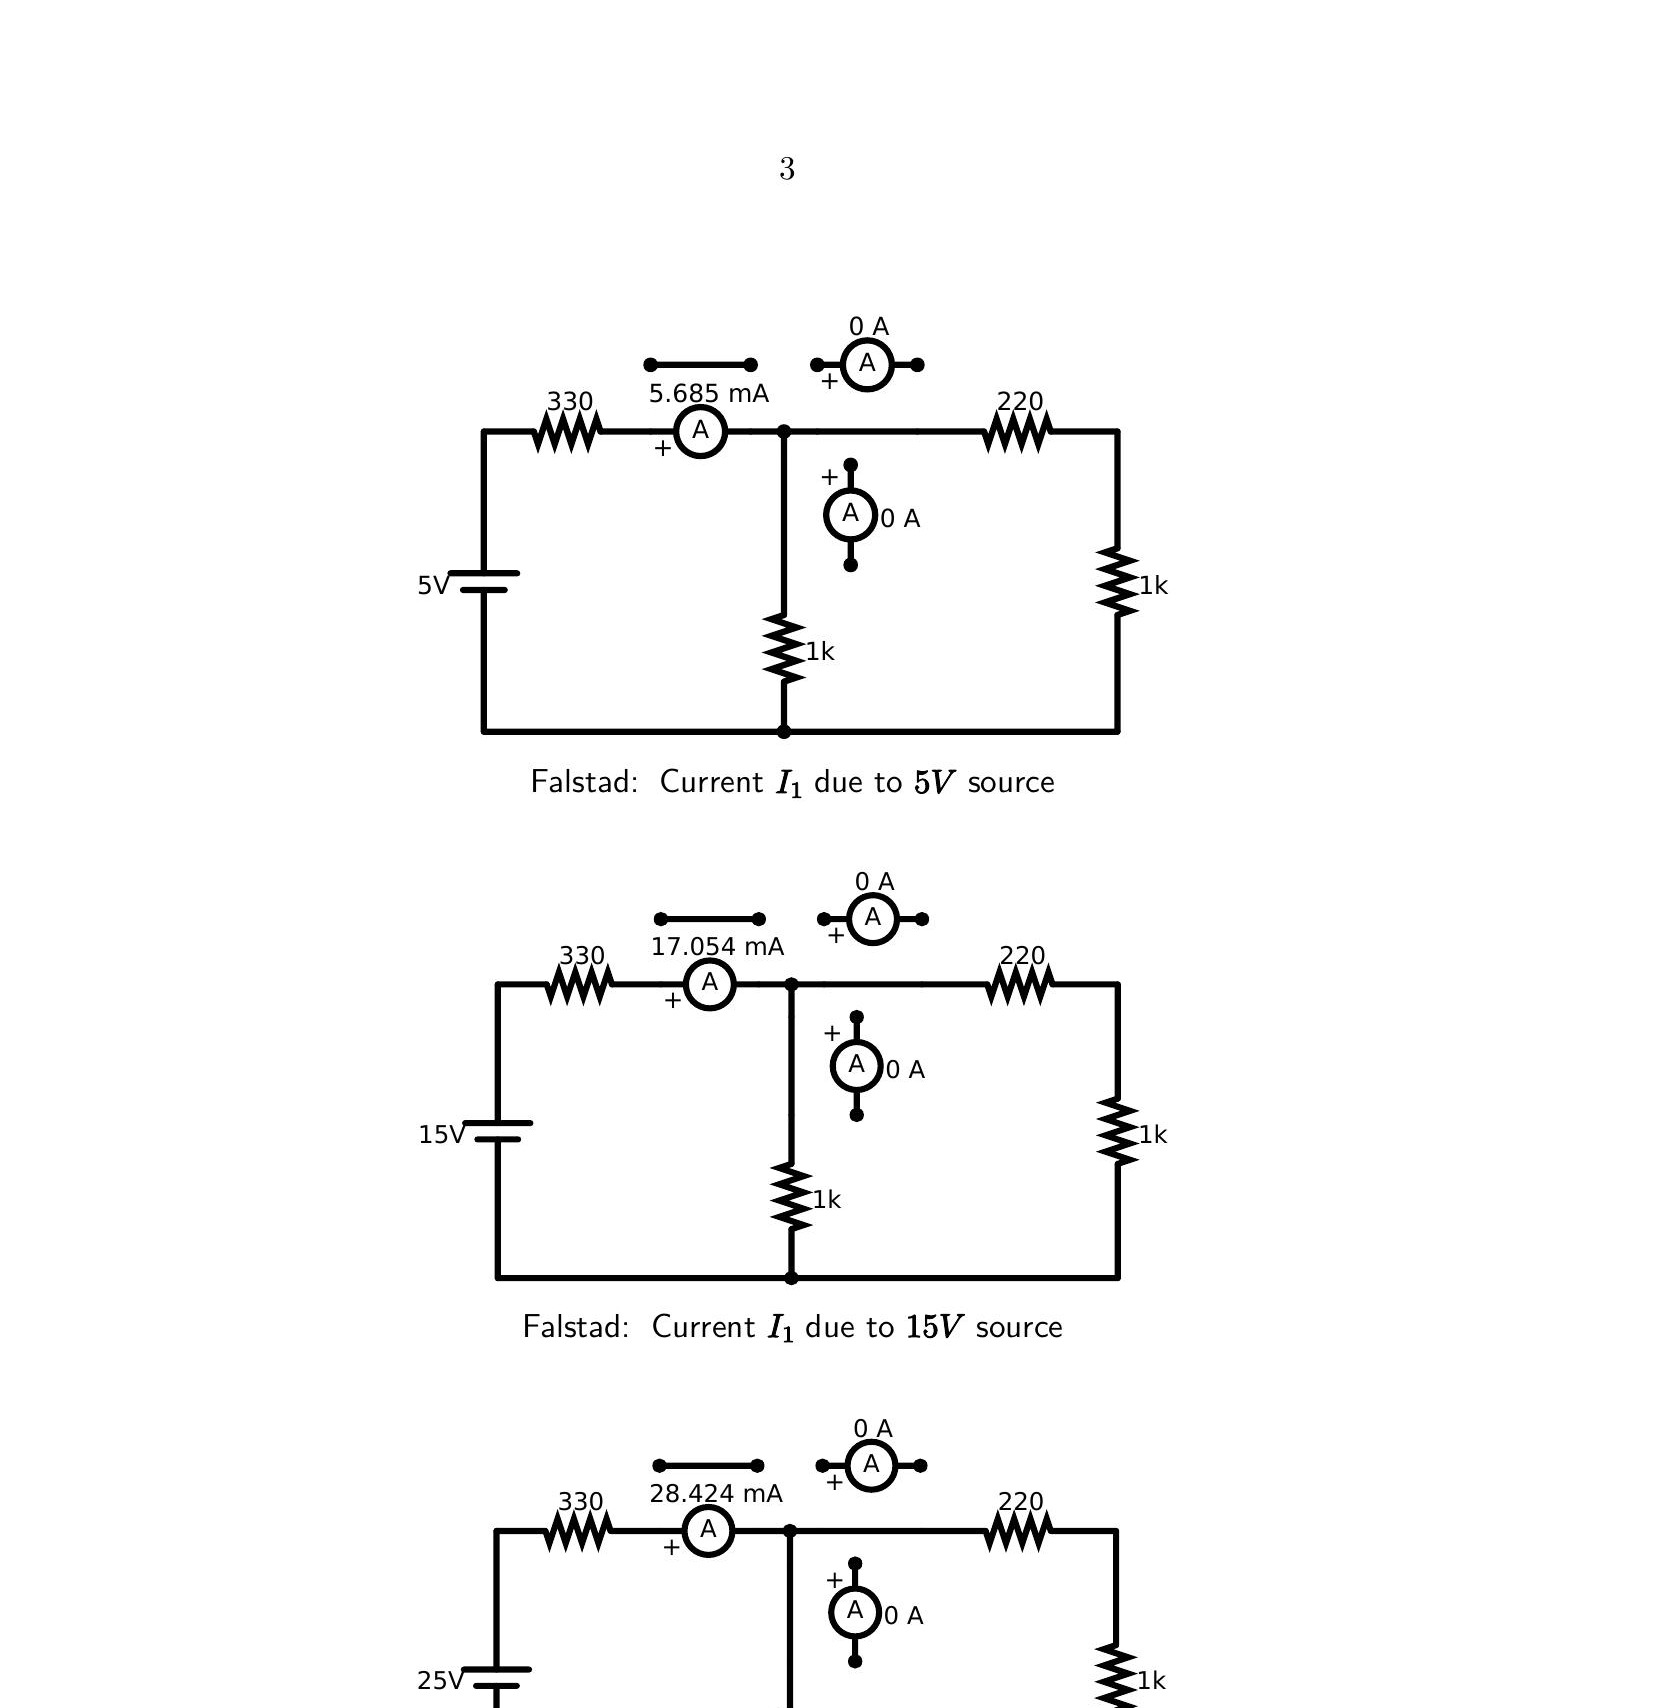 3
0 A
5.685 mA
A
+
330
220
A
+
+
A
0 A
5V
1k
1k
Falstad: Current I₁ due to 5V source
0 A
A
+
17.054 mA
330
220
A
+
+
A
0 A
15V
1k
1k
Falstad: Current I₁ due to 15V source
0 A
A
+
28.424 mA
330
220
A
+
+
A
0 A
25V
1k